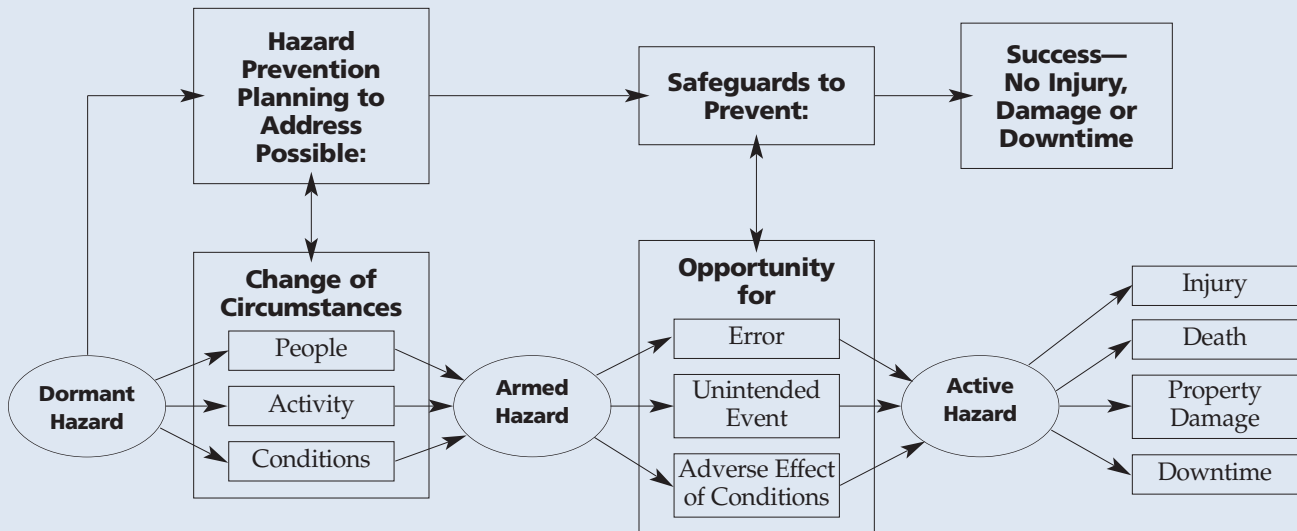 Hazard
Prevention
Planning to
Address
Possible:
Safeguards to
Prevent:
Success—
No Injury,
Damage or
Downtime
Change of
Circumstances
People
Activity
Conditions
Dormant
Hazard
Armed
Hazard
Opportunity
for
Error
Unintended
Event
Adverse Effect
of Conditions
Active
Hazard
Injury
Death
Property
Damage
Downtime